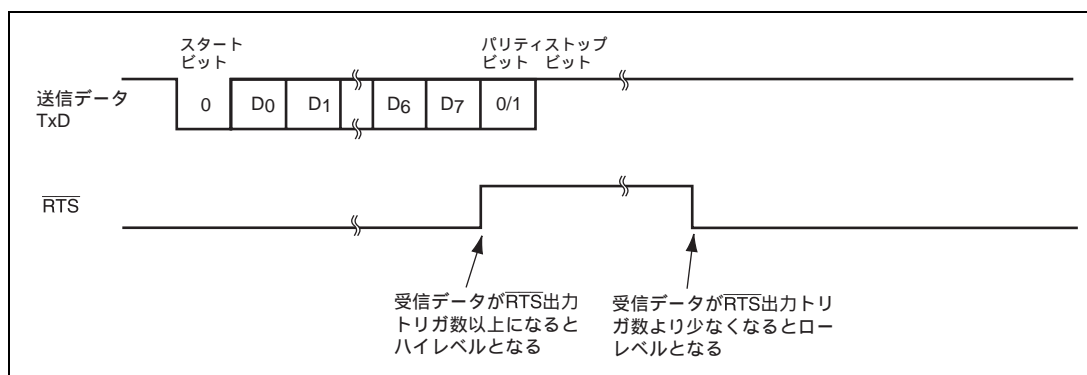 スタート
ビット
パリティストップ
ビット ビット
送信データ
TxD
0 D0 D1 D6 D7 0/1
RTS
受信データがRTS出力
トリガ数以上になると
ハイレベルとなる
受信データがRTS出力トリ
ガ数より少なくなるとロー
レベルとなる